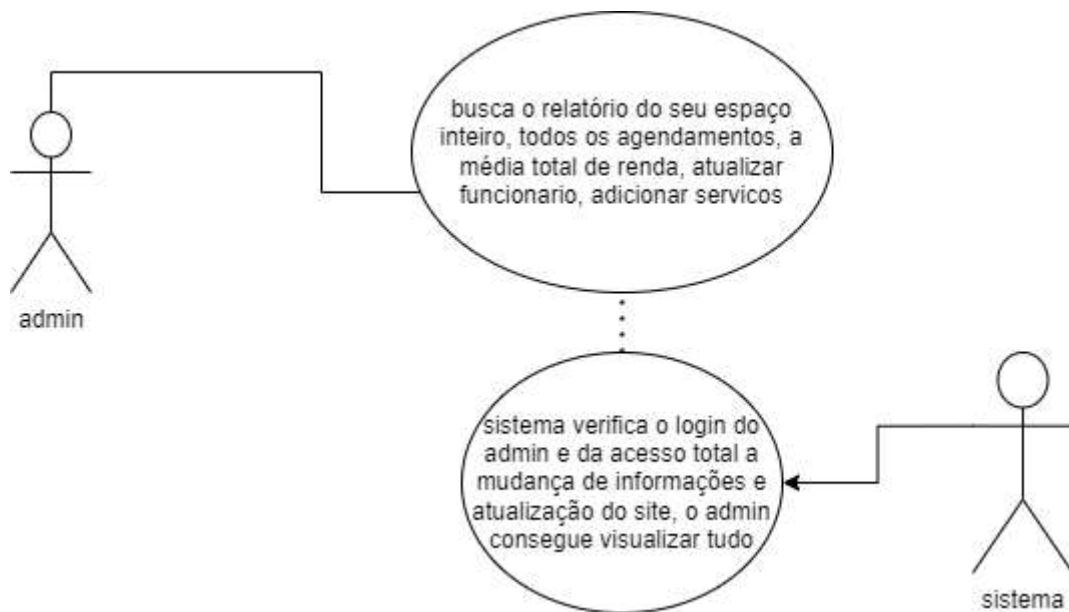 busca o relatório do seu espaço
inteiro, todos os agendamentos, a
média total de renda, atualizar
funcionario, adicionar servicos
admin
sistema verifica o login do
admin e da acesso total a
mudança de informações e
atualização do site, o admin
consegue visualizar tudo
sistema